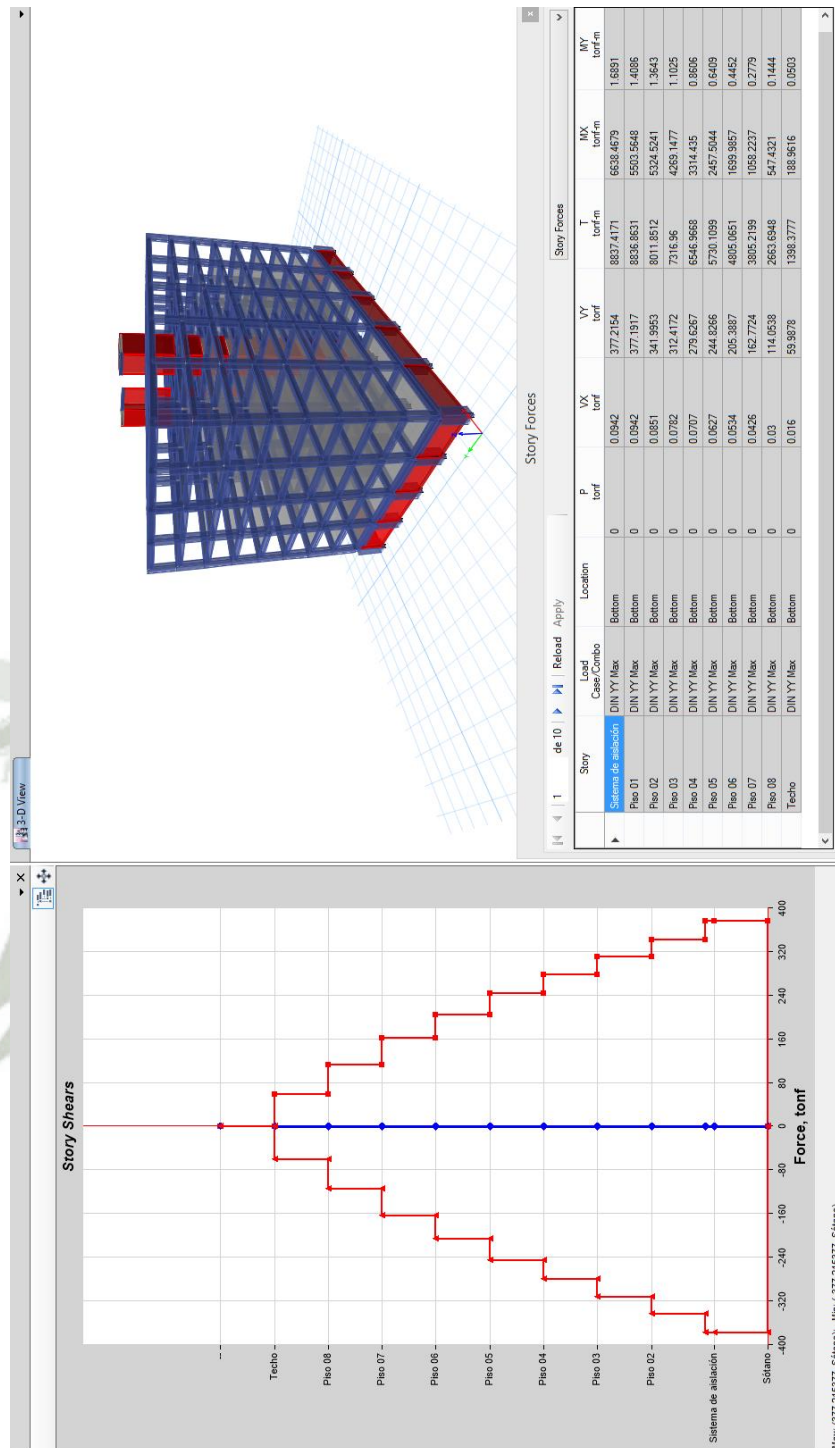 Story Shears
--
Techo
Piso 08
Piso 07
Piso 06
Piso 05
Piso 04
Piso 03
Piso 02
Sistema de aislación
Sótano
-400 -320 -240 -160 -80 0 80 160 240 320 400
Force, tonf
3-D View
Story Forces
1 de 10 Reload Apply Story Forces
Story Load Case/Combo Location P tonf VX tonf VY tonf T tonf-m MX tonf-m MY tonf-m
Sistema de aislación DIN YY Max Bottom 0 0.0942 377.2154 8837.4171 6638.4679 1.6891
Piso 01 DIN YY Max Bottom 0 0.0942 377.1917 8836.8631 5503.5648 1.4086
Piso 02 DIN YY Max Bottom 0 0.0851 341.9953 8011.8512 5324.5241 1.3643
Piso 03 DIN YY Max Bottom 0 0.0782 312.4172 7316.96 4269.1477 1.1025
Piso 04 DIN YY Max Bottom 0 0.0707 279.6267 6546.9668 3314.435 0.8606
Piso 05 DIN YY Max Bottom 0 0.0627 244.8266 5730.1099 2457.5044 0.6409
Piso 06 DIN YY Max Bottom 0 0.0534 205.3887 4805.0651 1699.9857 0.4452
Piso 07 DIN YY Max Bottom 0 0.0426 162.7724 3805.2199 1058.2237 0.2779
Piso 08 DIN YY Max Bottom 0 0.03 114.0538 2663.6948 547.4321 0.1444
Techo DIN YY Max Bottom 0 0.016 59.9878 1398.3777 188.9616 0.0503